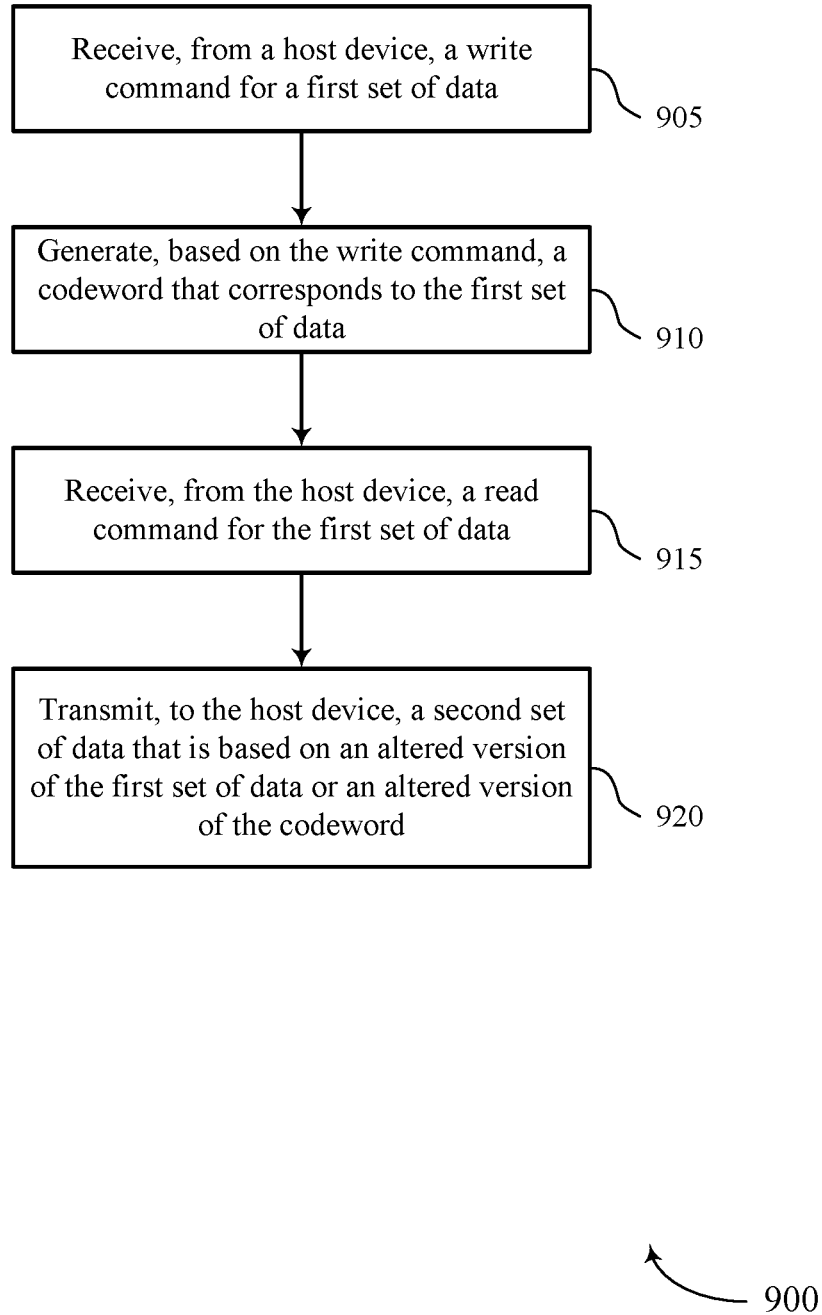 Receive, from a host device, a write
command for a first set of data
905
Generate, based on the write command, a
codeword that corresponds to the first set
of data
910
Receive, from the host device, a read
command for the first set of data
915
Transmit, to the host device, a second set
of data that is based on an altered version
of the first set of data or an altered version
of the codeword
920
900